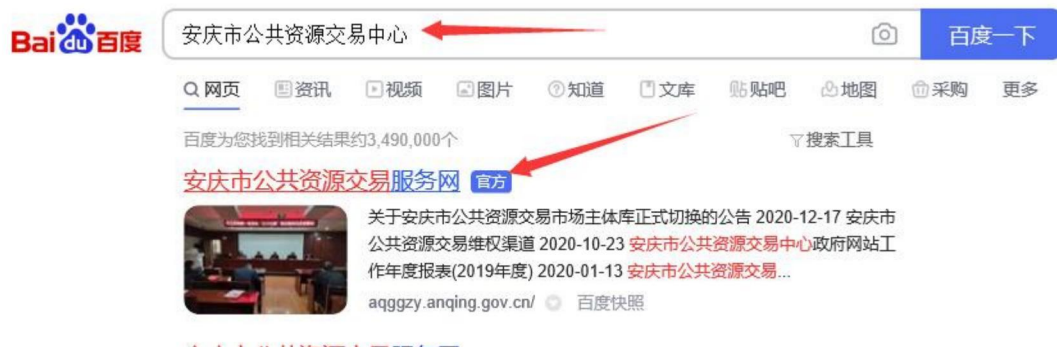 Bai du 百度
安庆市公共资源交易中心
百度一下
网页 资讯 视频 图片 知道 文库 贴吧 地图 采购 更多
百度为您找到相关结果约3,490,000个 搜索工具
安庆市公共资源交易服务网 官方
关于安庆市公共资源交易市场主体库正式切换的公告 2020-12-17 安庆市
公共资源交易维权渠道 2020-10-23 安庆市公共资源交易中心政府网站工
作年度报表(2019年度) 2020-01-13 安庆市公共资源交易...
aqggzy.anqing.gov.cn/ 百度快照